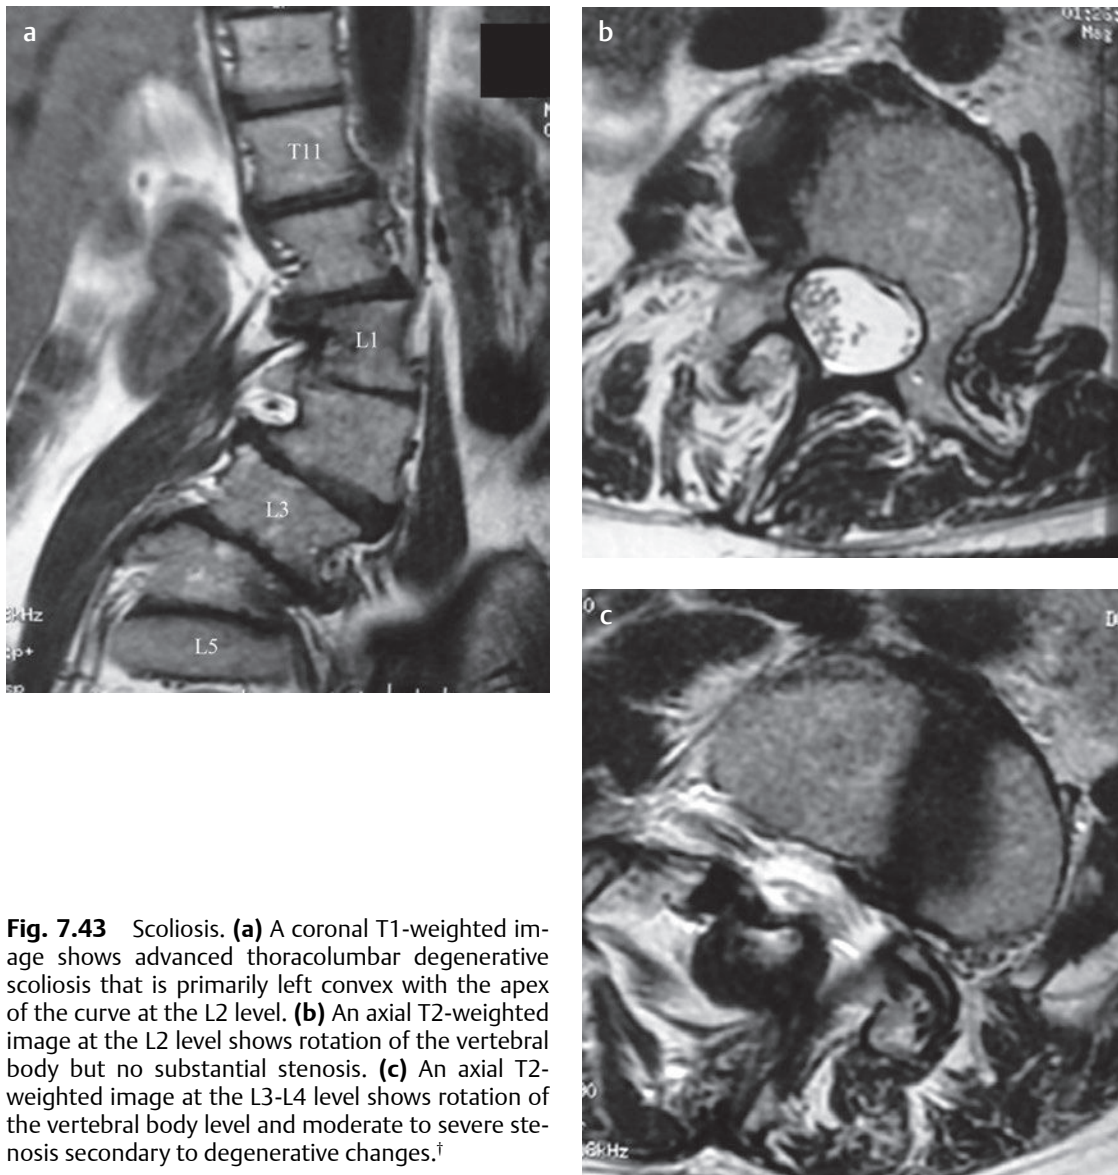 a
T11
L1
L3
L5
kHz
:p+
b
Mag
c
D
kHz
Fig. 7.43 Scoliosis. (a) A coronal T1-weighted im-
age shows advanced thoracolumbar degenerative
scoliosis that is primarily left convex with the apex
of the curve at the L2 level. (b) An axial T2-weighted
image at the L2 level shows rotation of the vertebral
body but no substantial stenosis. (c) An axial T2-
weighted image at the L3-L4 level shows rotation of
the vertebral body level and moderate to severe ste-
nosis secondary to degenerative changes.†